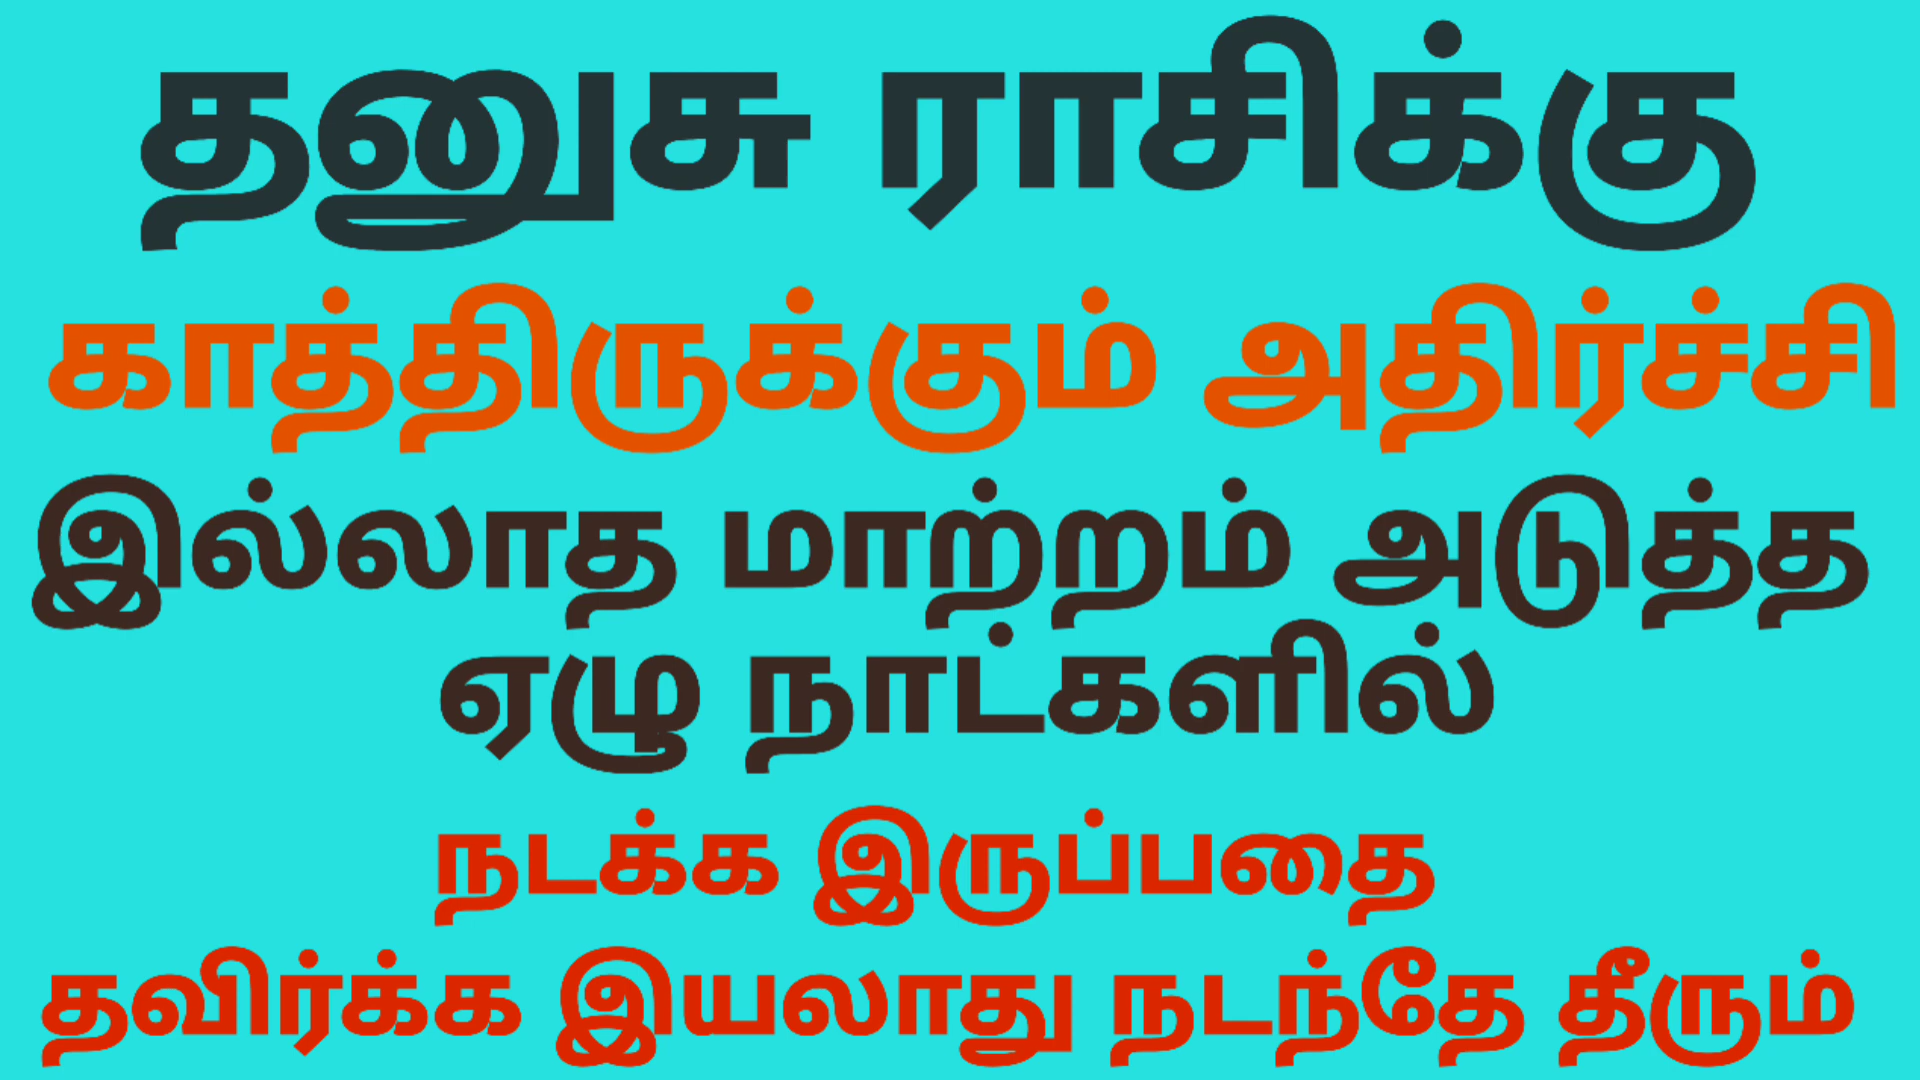 தனுசு ராசிக்கு
காத்திருக்கும் அதிர்ச்சி
இல்லாத மாற்றம் அடுத்த
ஏழு நாட்களில்
நடக்க இருப்பதை
தவிர்க்க இயலாது நடந்தே தீரும்